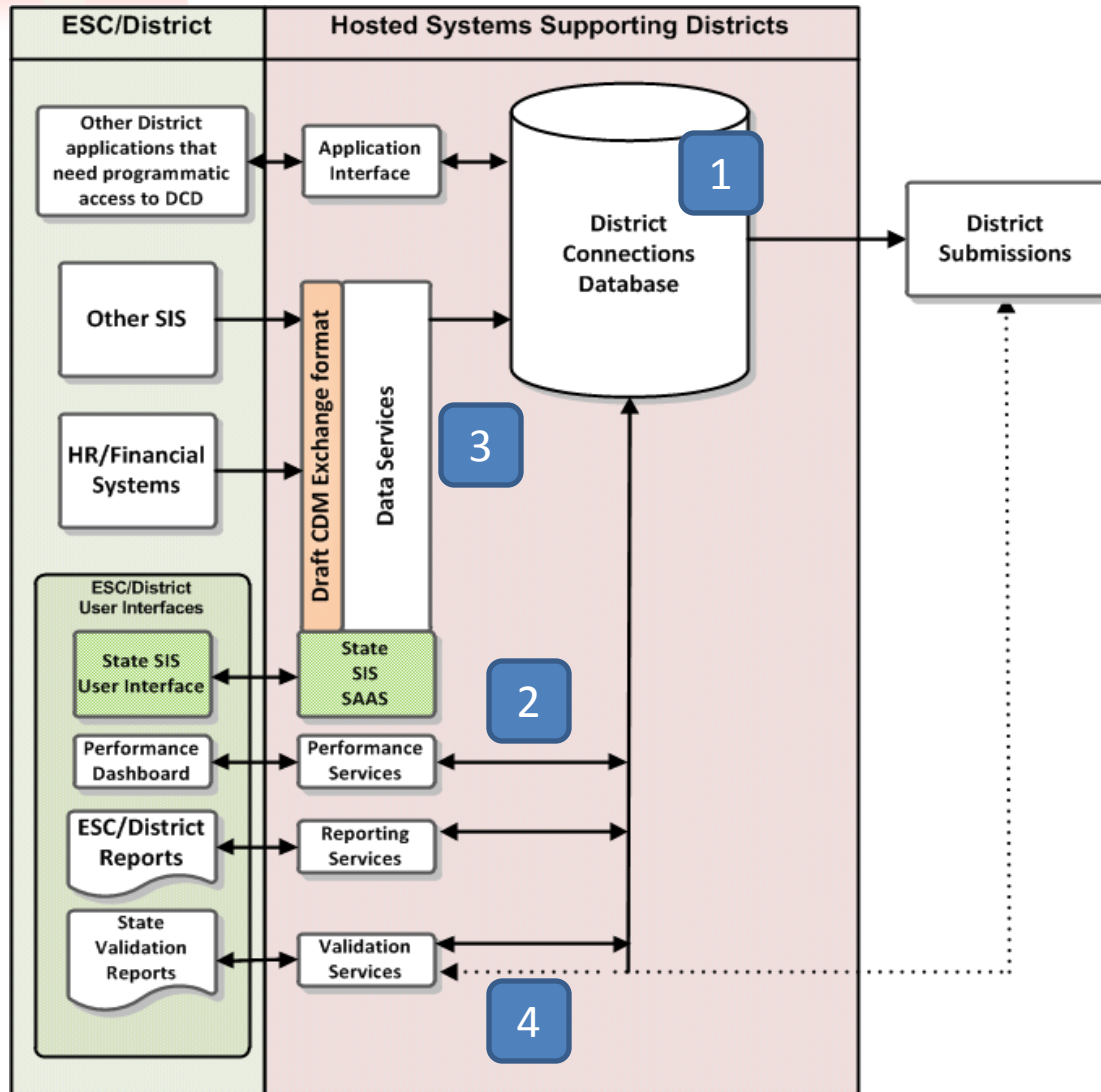 ESC/District
Hosted Systems Supporting Districts
Other District
applications that
need programmatic
access to DCD
Application
Interface
1
District
Connections
Database
District
Submissions
Other SIS
HR/Financial
Systems
Draft CDM Exchange format
Data Services
3
ESC/District
User Interfaces
State SIS
User Interface
State
SIS
SAAS
2
Performance
Dashboard
Performance
Services
ESC/District
Reports
Reporting
Services
State
Validation
Reports
Validation
Services
4